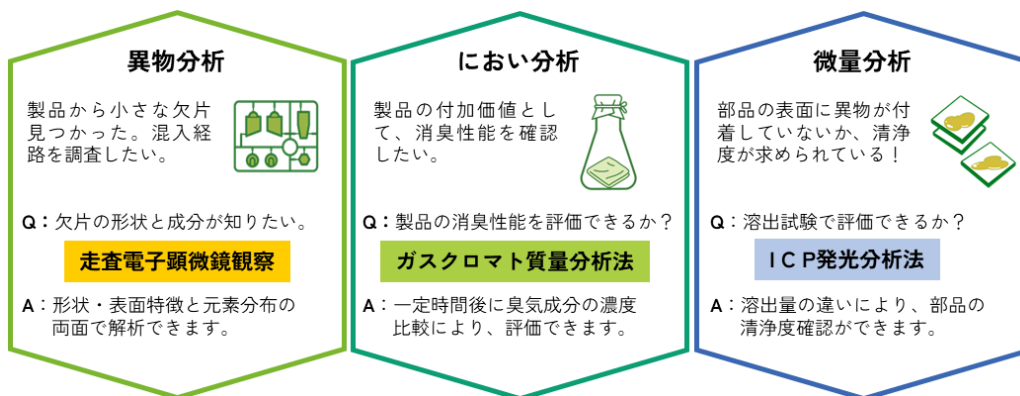 異物分析
製品から小さな欠片
見つかった。混入経
路を調査したい。
Q：欠片の形状と成分が知りたい。
走査電子顕微鏡観察
A：形状・表面特徴と元素分布の
両面で解析できます。
におい分析
製品の付加価値とし
て、消臭性能を確認
したい。
Q：製品の消臭性能を評価できるか？
ガスクロマト質量分析法
A：一定時間後に臭気成分の濃度
比較により、評価できます。
微量分析
部品の表面に異物が付
着していないか、清浄
度が求められている！
Q：溶出試験で評価できるか？
ＩＣＰ発光分析法
A：溶出量の違いにより、部品の
清浄度確認ができます。